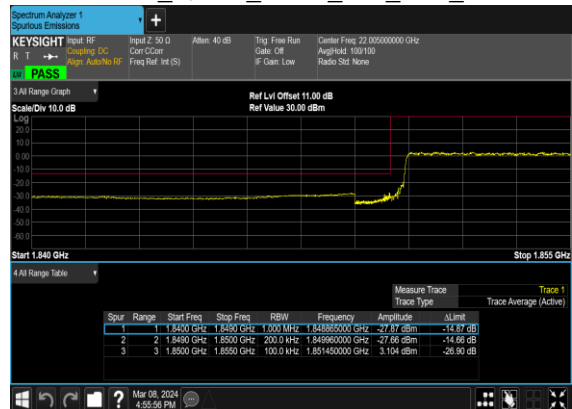 Spectrum Analyzer 1
Spurious Emissions
KEYSIGHT Input: RF Input Z: 50 Ω Atten: 40 dB Trig: Free Run Center Freq: 22.005000000 GHz
R T Coupling: DC Corr CCorr Gate: Off Avg|Hold: 100/100
Align: Auto/No RF Freq Ref: Int (S) IF Gain: Low Radio Std: None
LW PASS
3 All Range Graph
Ref Lvl Offset 11.00 dB
Scale/Div 10.0 dB Ref Value 30.00 dBm
Log
20.0
10.0
0.00
-10.0
-20.0
-30.0
-40.0
-50.0
-60.0
Start 1.840 GHz Stop 1.855 GHz
4 All Range Table
Measure Trace Trace 1
Trace Type Trace Average (Active)
Spur Range Start Freq Stop Freq RBW Frequency Amplitude ΔLimit
1 1 1.8400 GHz 1.8490 GHz 1.000 MHz 1.848865000 GHz -27.87 dBm -14.87 dB
2 2 1.8490 GHz 1.8500 GHz 200.0 kHz 1.849960000 GHz -27.66 dBm -14.66 dB
3 3 1.8500 GHz 1.8550 GHz 100.0 kHz 1.851450000 GHz 3.104 dBm -26.90 dB
? Mar 08, 2024
4:55:56 PM